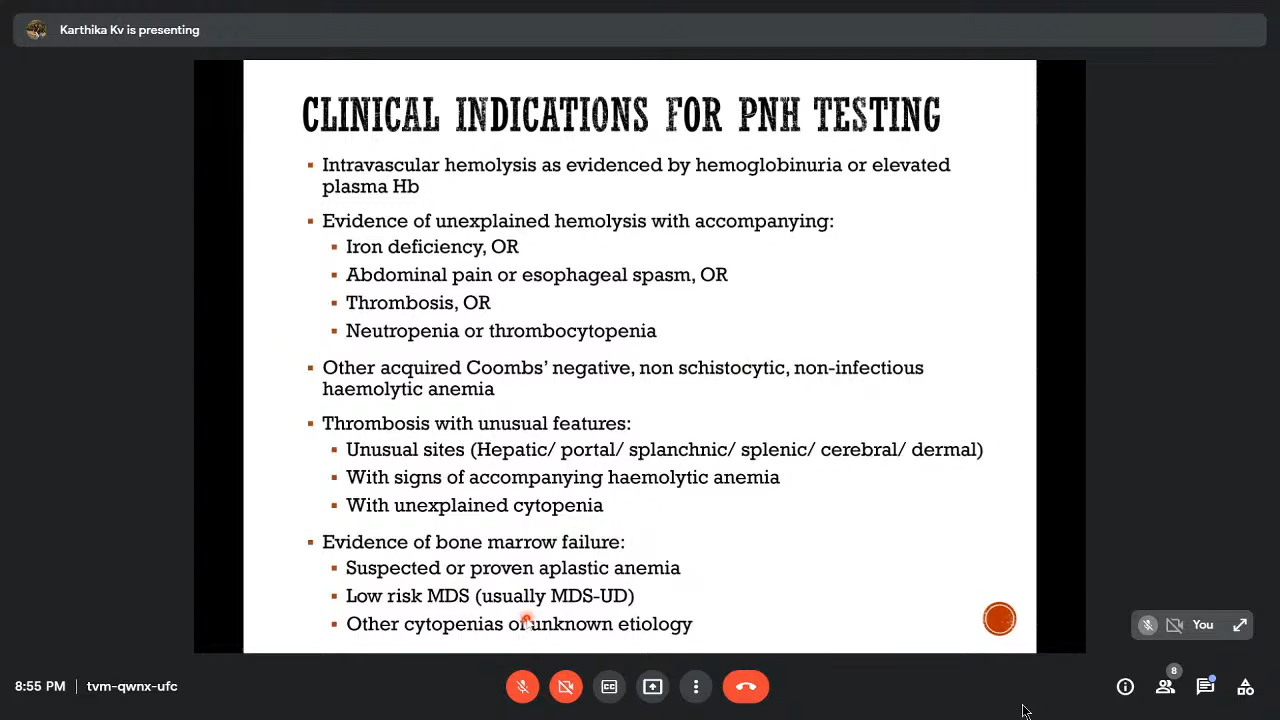 Karthika Kv is presenting
CLINICAL INDICATIONS FOR PNH TESTING
▪ Intravascular hemolysis as evidenced by hemoglobinuria or elevated
plasma Hb
▪ Evidence of unexplained hemolysis with accompanying:
▪ Iron deficiency, OR
▪ Abdominal pain or esophageal spasm, OR
▪ Thrombosis, OR
▪ Neutropenia or thrombocytopenia
▪ Other acquired Coombs’ negative, non schistocytic, non-infectious
haemolytic anemia
▪ Thrombosis with unusual features:
▪ Unusual sites (Hepatic/ portal/ splanchnic/ splenic/ cerebral/ dermal)
▪ With signs of accompanying haemolytic anemia
▪ With unexplained cytopenia
▪ Evidence of bone marrow failure:
▪ Suspected or proven aplastic anemia
▪ Low risk MDS (usually MDS-UD)
▪ Other cytopenias of unknown etiology
You
8:55 PM | tvm-qwnx-ufc
8